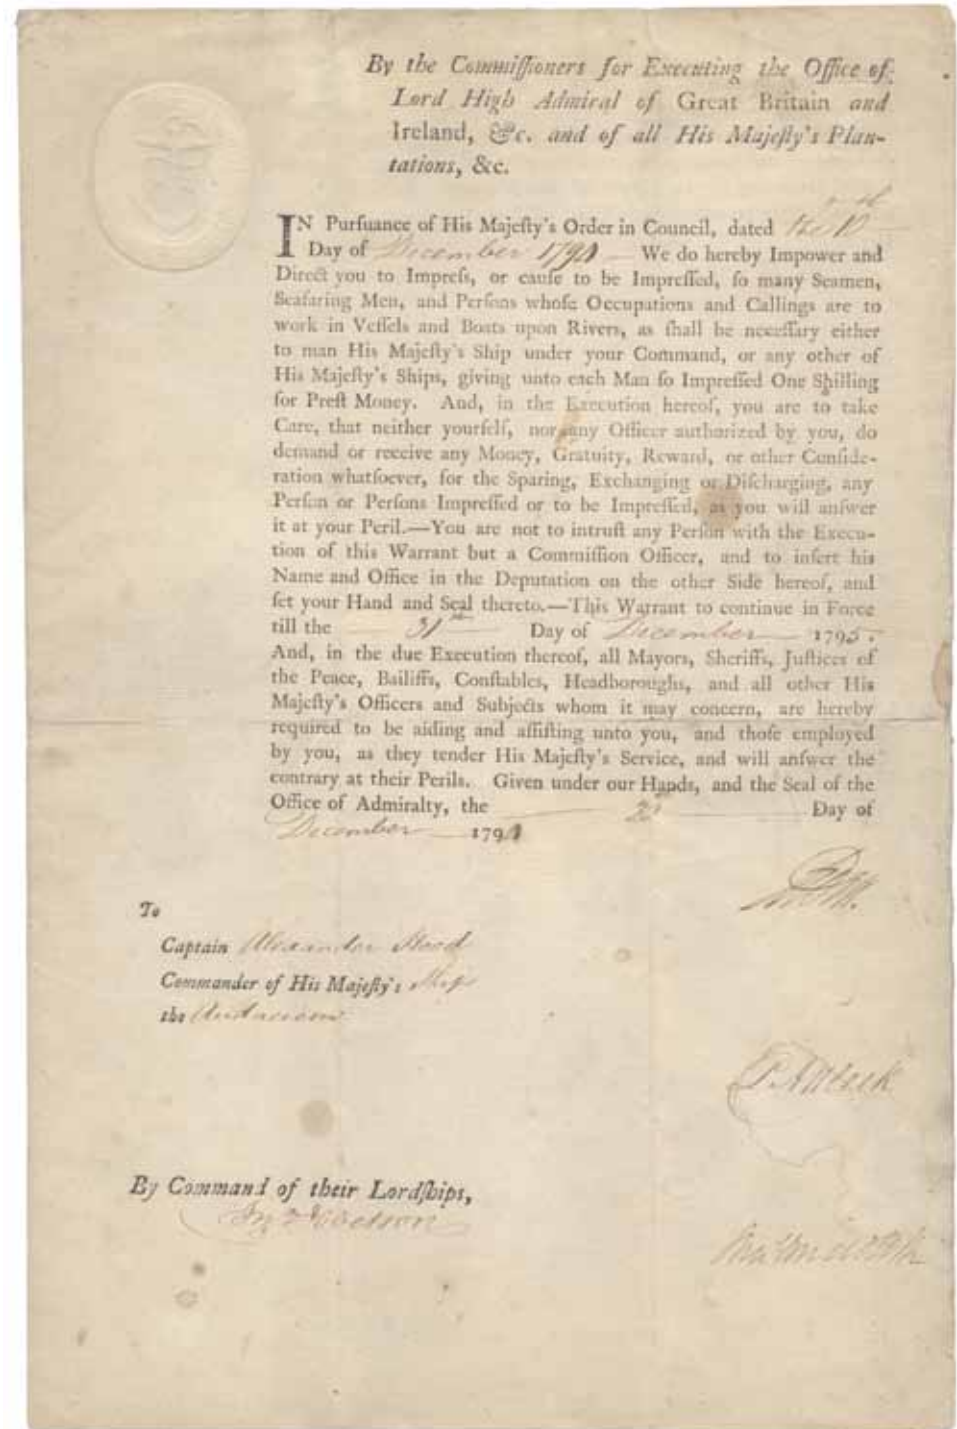 By the Commiſſioners for Executing the Office of
Lord High Admiral of Great Britain and
Ireland, &c. and of all His Majeſty's Plan-
tations, &c.
IN Purſuance of His Majeſty's Order in Council, dated the
Day of December 179 We do hereby Impower and
Direct you to Impreſs, or cauſe to be Impreſſed, ſo many Seamen,
Seafaring Men, and Perſons whoſe Occupations and Callings are to
work in Veſſels and Boats upon Rivers, as ſhall be neceſſary either
to man His Majeſty's Ship under your Command, or any other of
His Majeſty's Ships, giving unto each Man ſo Impreſſed One Shilling
for Preſt Money. And, in the Execution hereof, you are to take
Care, that neither yourſelf, nor any Officer authorized by you, do
demand or receive any Money, Gratuity, Reward, or other Conſide-
ration whatſoever, for the Sparing, Exchanging or Diſcharging, any
Perſon or Perſons Impreſſed or to be Impreſſed, as you will anſwer
it at your Peril.—You are not to intruſt any Perſon with the Execu-
tion of this Warrant but a Commiſſion Officer, and to inſert his
Name and Office in the Deputation on the other Side hereof, and
ſet your Hand and Seal thereto.—This Warrant to continue in Force
till the 31st Day of December 1795.
And, in the due Execution thereof, all Mayors, Sheriffs, Juſtices of
the Peace, Bailiffs, Conſtables, Headboroughs, and all other His
Majeſty's Officers and Subjects whom it may concern, are hereby
required to be aiding and aſſiſting unto you, and thoſe employed
by you, as they tender His Majeſty's Service, and will anſwer the
contrary at their Perils. Given under our Hands, and the Seal of the
Office of Admiralty, the Day of
December 179
To
Captain Alexander Hood
Commander of His Majeſty's Ship
the Audacious
By Command of their Lordſhips,